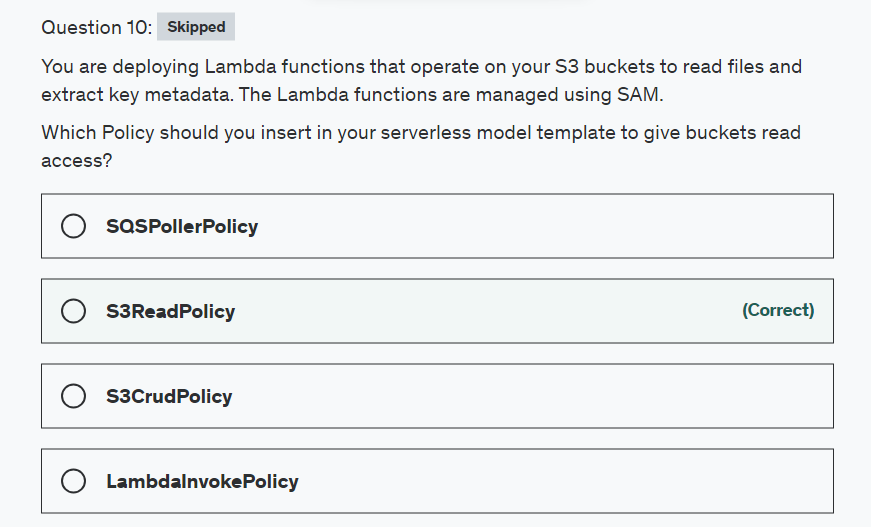 Question 10: Skipped
You are deploying Lambda functions that operate on your S3 buckets to read files and
extract key metadata. The Lambda functions are managed using SAM.
Which Policy should you insert in your serverless model template to give buckets read
access?
SQSPollerPolicy
S3ReadPolicy (Correct)
S3CrudPolicy
LambdaInvokePolicy